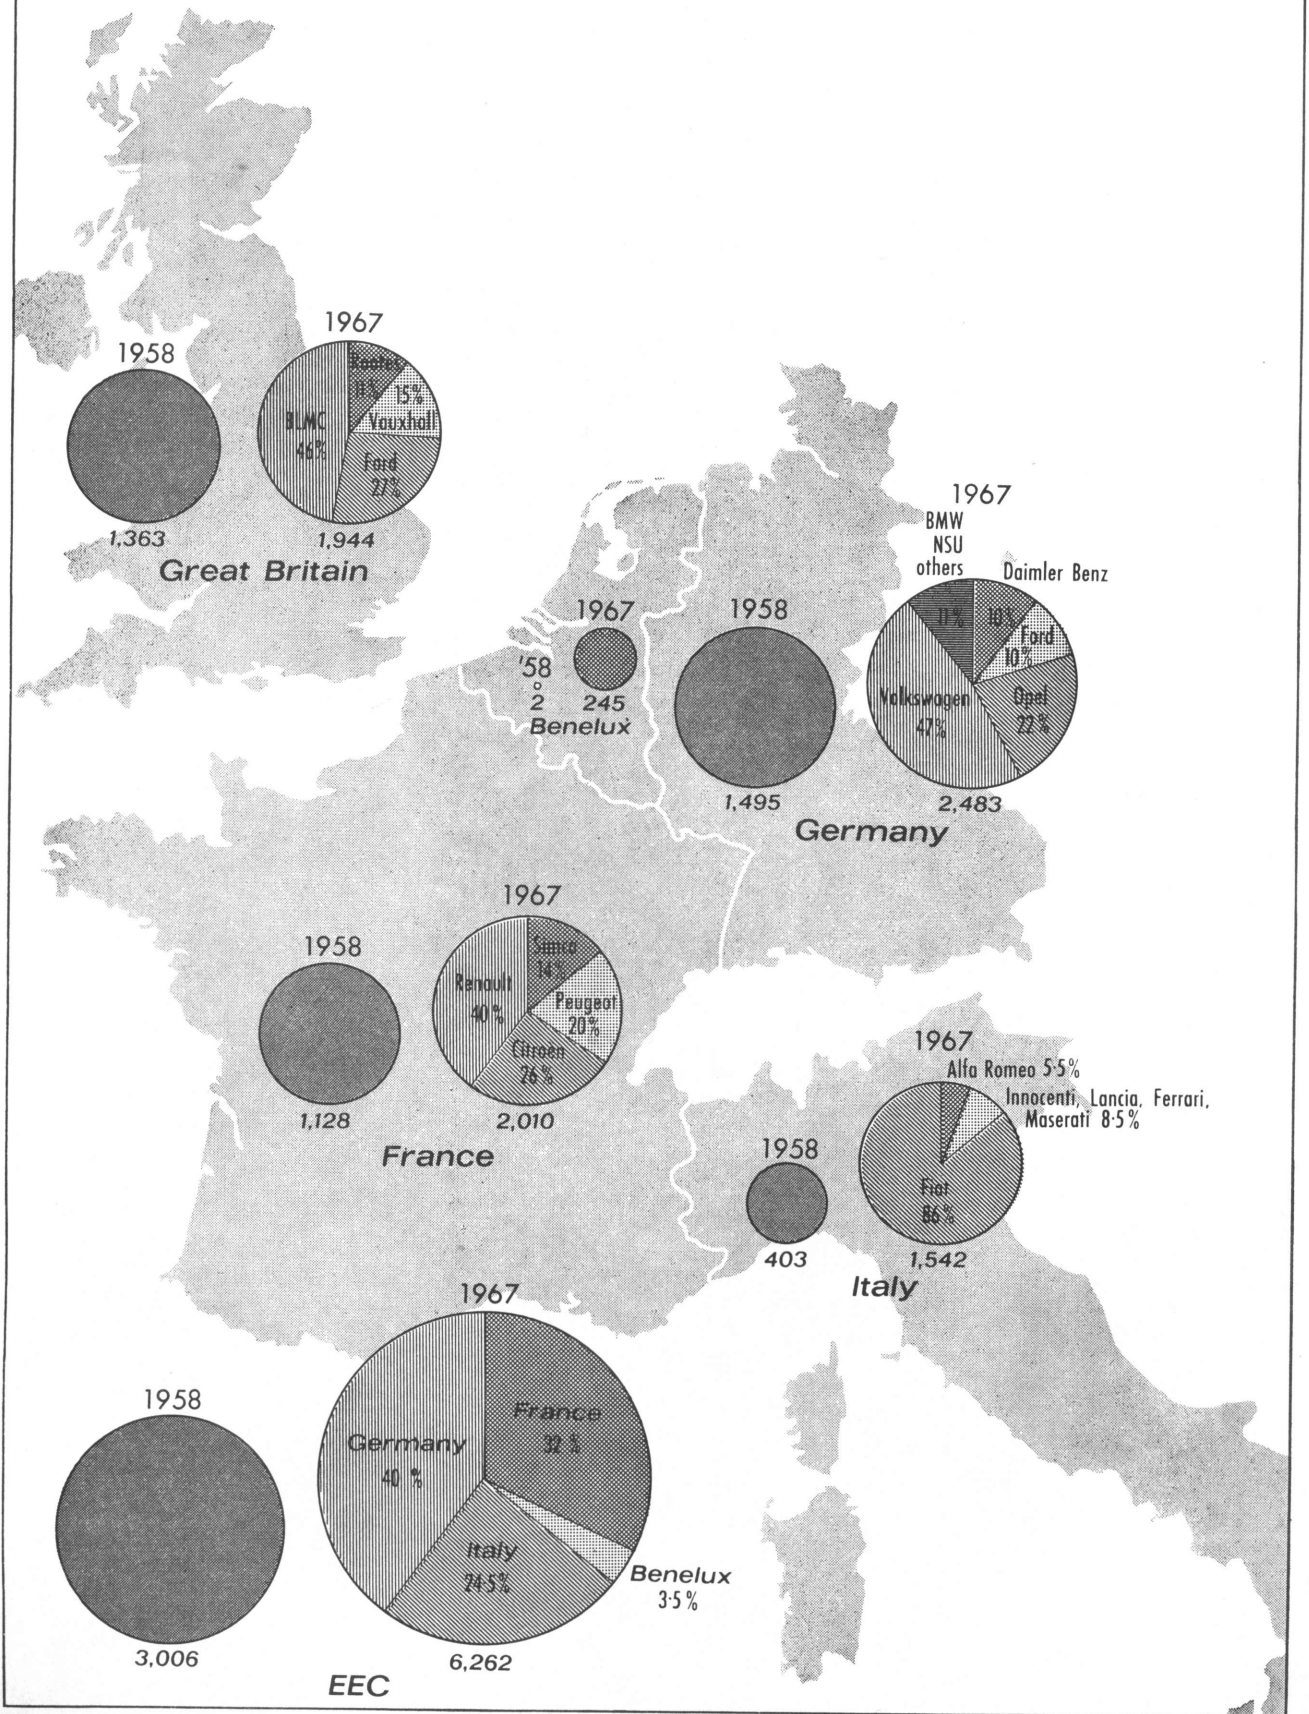 1967
1958
Rootes
11%
15%
Vauxhall
BLMC
46%
Ford
27%
1,363
1,944
Great Britain
1967
BMW
NSU
others
Daimler Benz
1967
1958
11%
10%
Ford
10%
'58
2
245
Benelux
Volkswagen
47%
Opel
22%
1,495
2,483
Germany
1967
1958
Simca
14%
Renault
40%
Peugeot
20%
Citroën
26%
1,128
2,010
France
1967
Alfa Romeo 5·5%
Innocenti, Lancia, Ferrari,
Maserati 8·5%
1958
Fiat
86%
403
1,542
Italy
1967
1958
France
32 %
Germany
40 %
Italy
24·5%
Benelux
3·5%
3,006
6,262
EEC